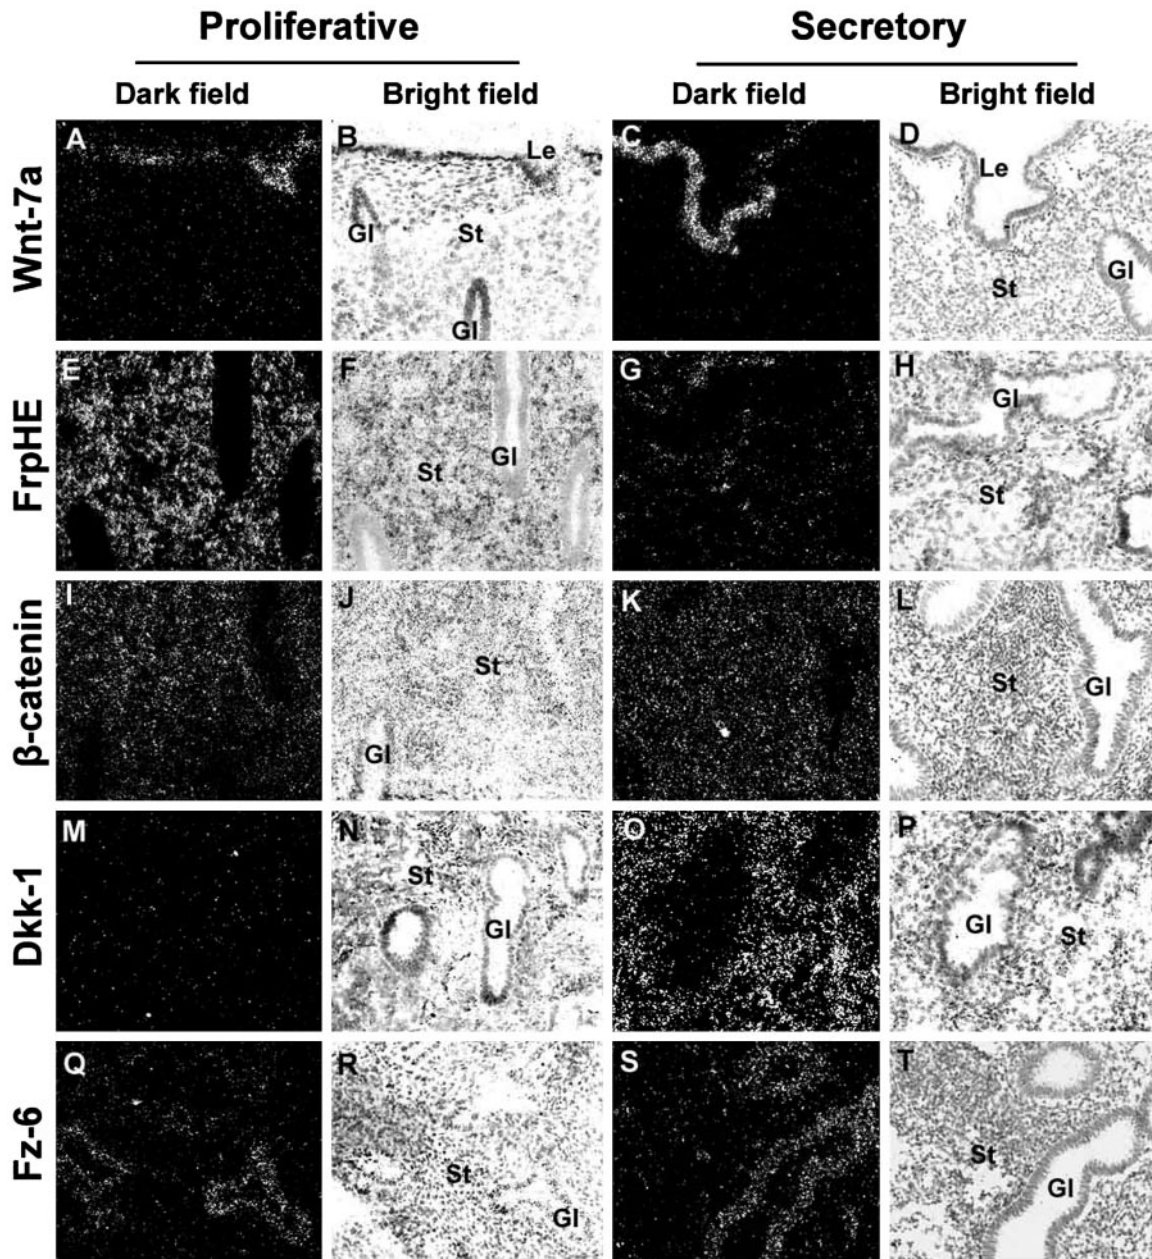 Proliferative Secretory
Dark field Bright field Dark field Bright field
Wnt-7a
A B Le Gl St Gl C D Le St Gl
FrpHE
E F St Gl G H Gl St
β-catenin
I J St Gl K L St Gl
Dkk-1
M N St Gl O P Gl St
Fz-6
Q R St Gl S T St Gl